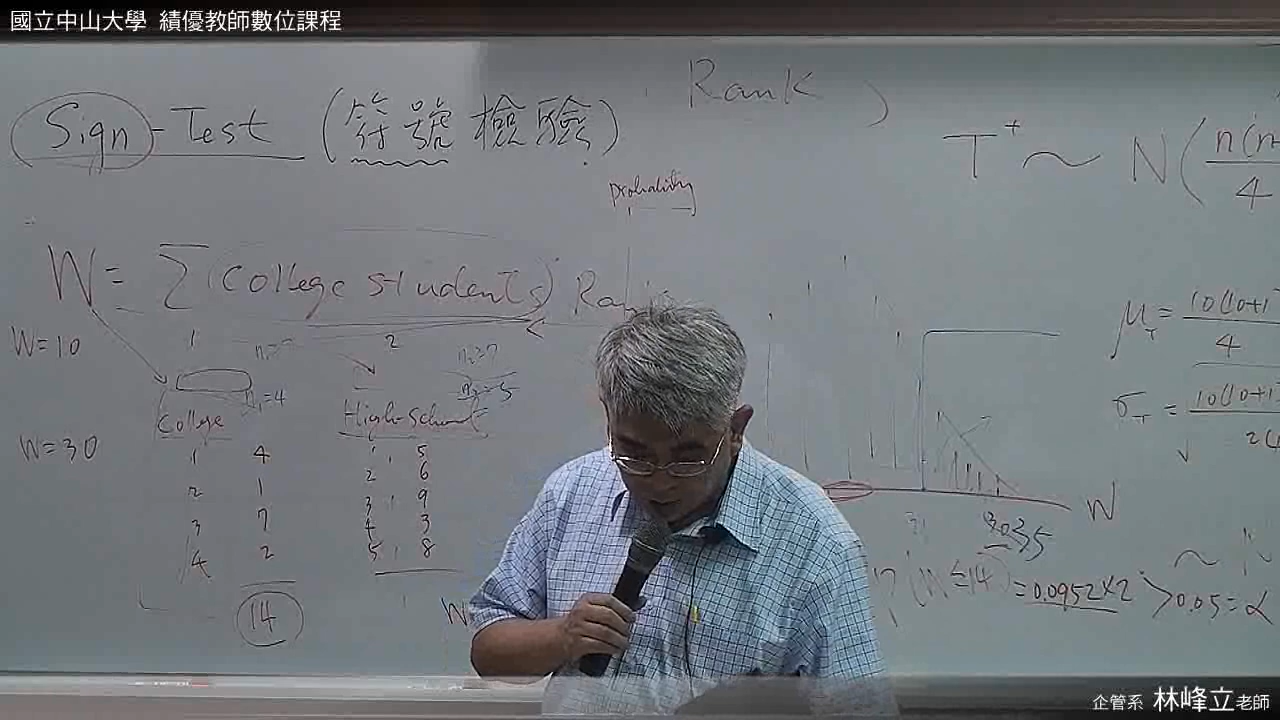 國立中山大學 績優教師數位課程
Rank )
Sign-Test (符號檢驗)
T⁺ ~ N( n(n+
4
W = Σ(College students) Rank
W=10
1 2
n₁=4 n₂=5
College High-School
W=30
1 4 1 5
2 1 2 6
3 7 3 9
4 2 4 3
5 8
14
W
W
30 35
μ_T = 10(10+1
4
σ_T = 10(10+1
24
P(W≤14) = 0.0952×2 > 0.05 = α
企管系 林峰立老師